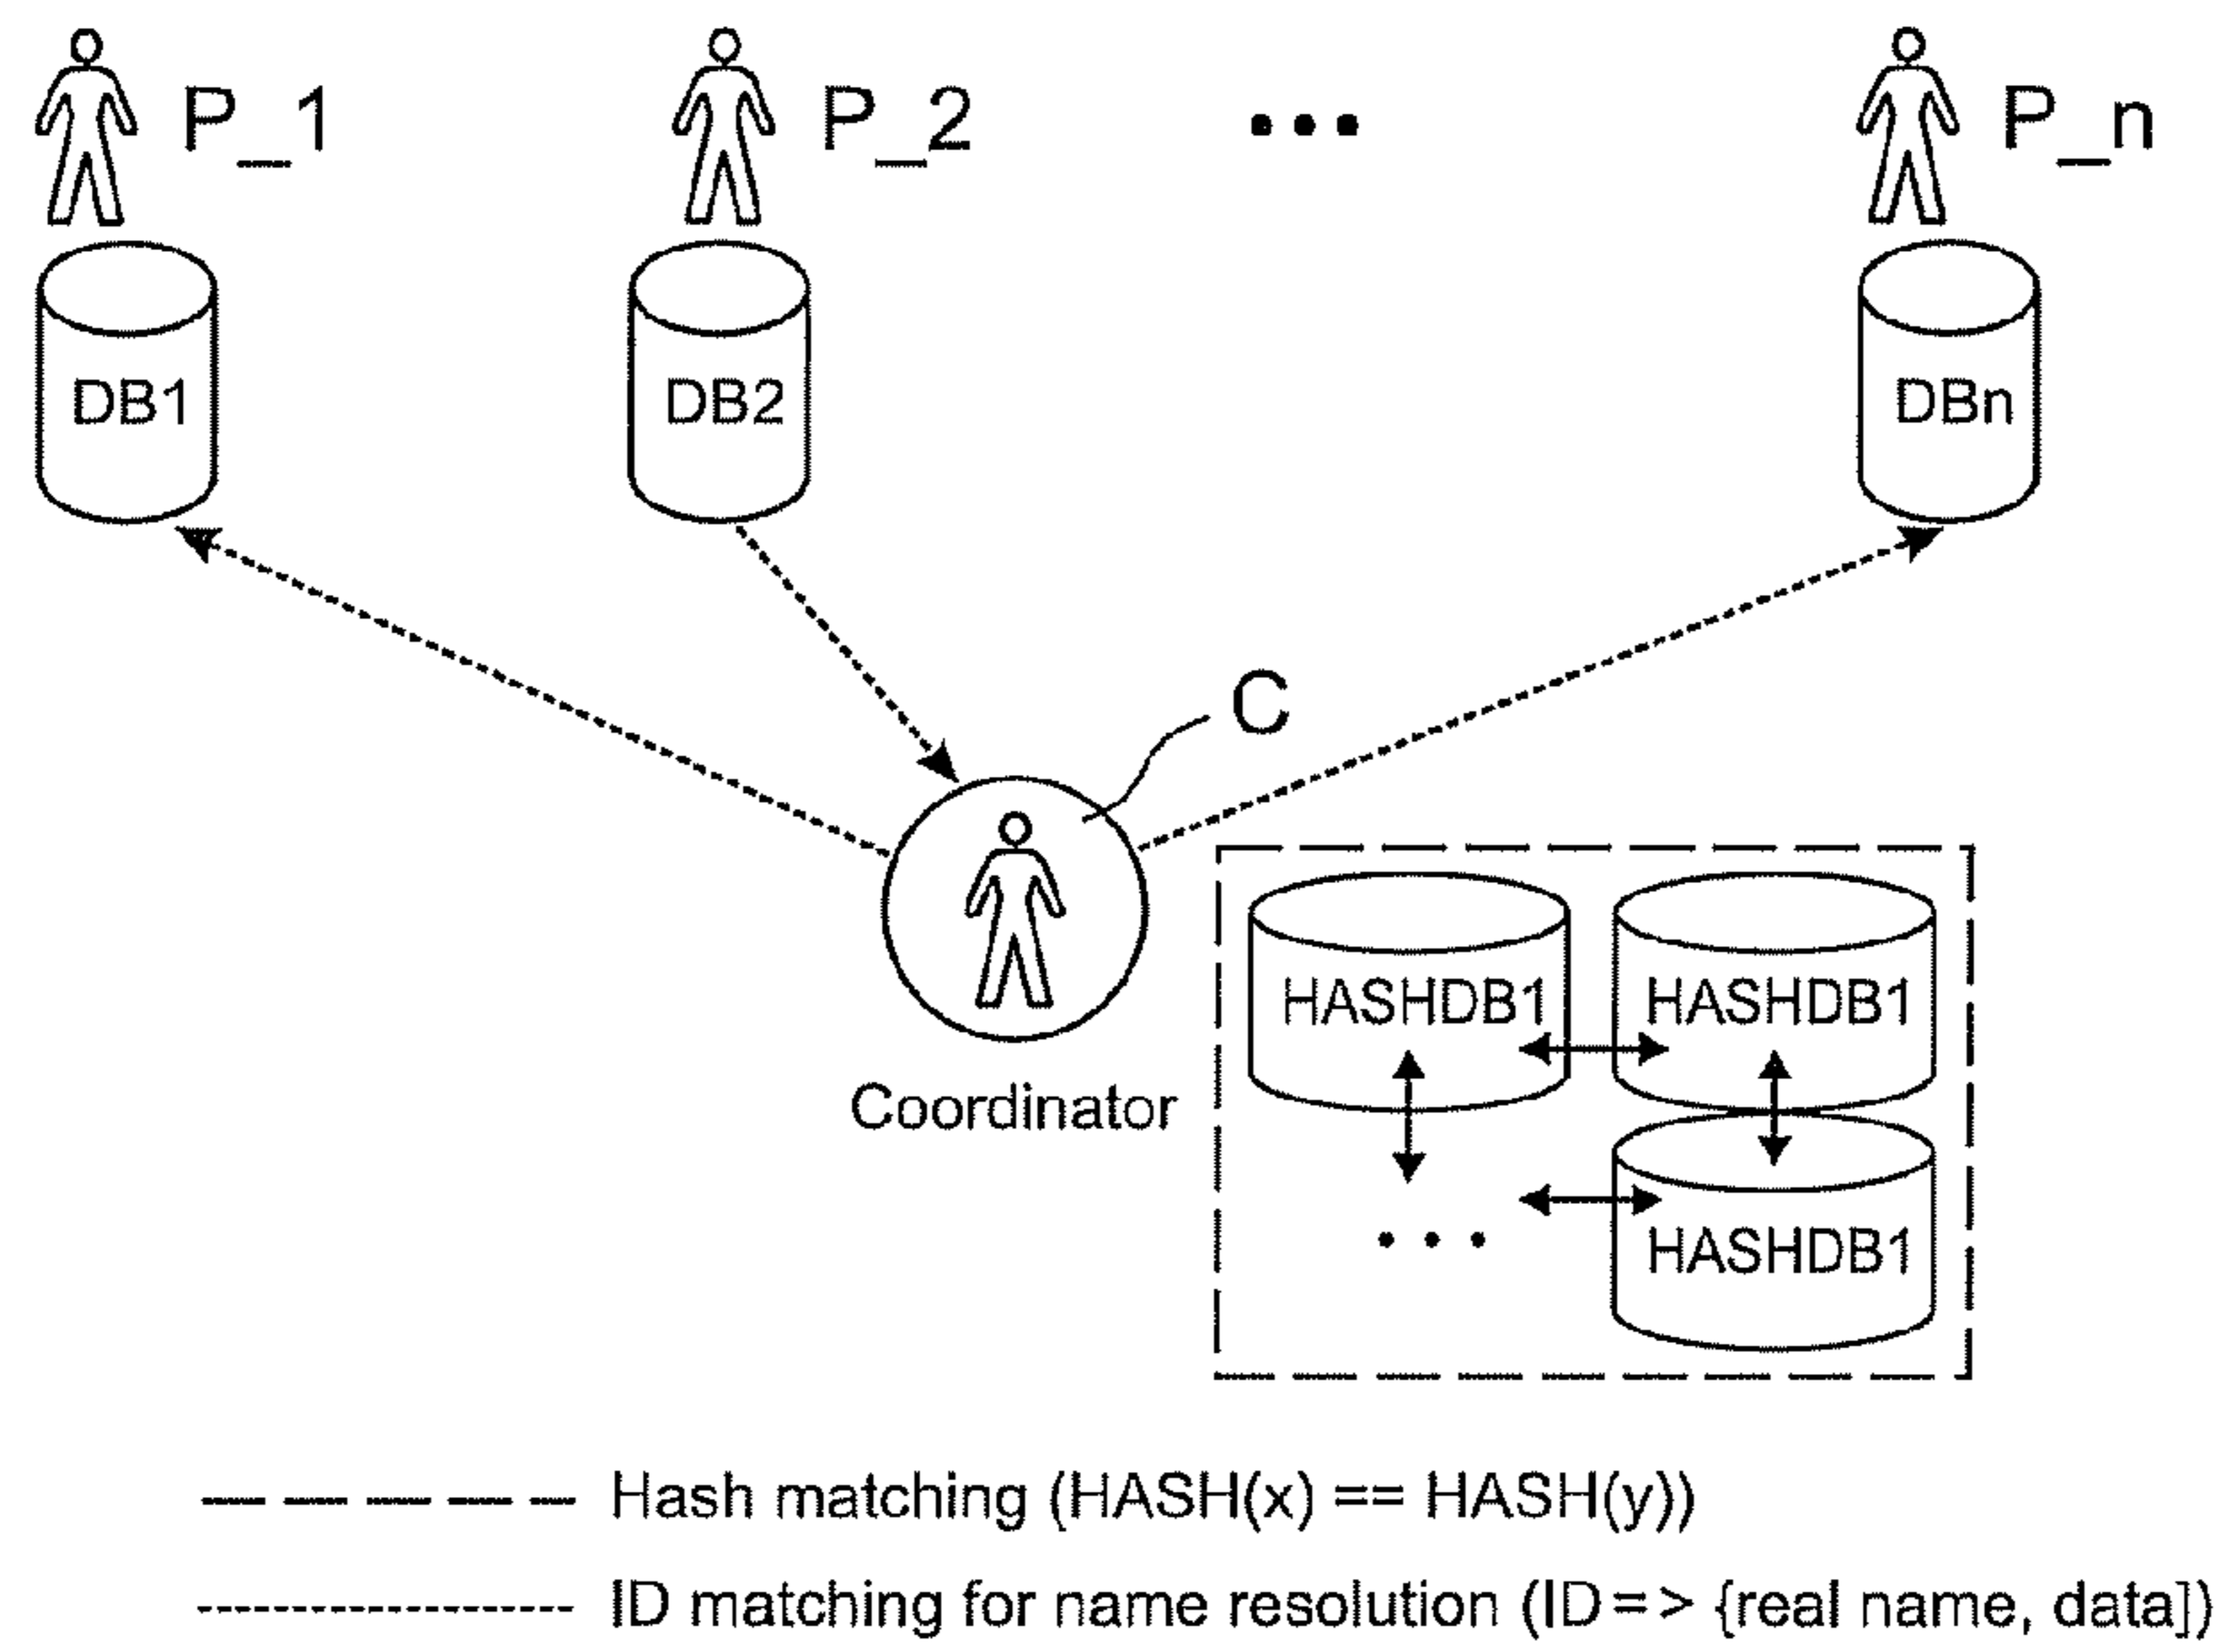 P_1
P_2
•••
P_n
DB1
DB2
DBn
C
HASHDB1
HASHDB1
Coordinator
•••
HASHDB1
Hash matching (HASH(x) == HASH(y))
ID matching for name resolution (ID = > {real name, data])